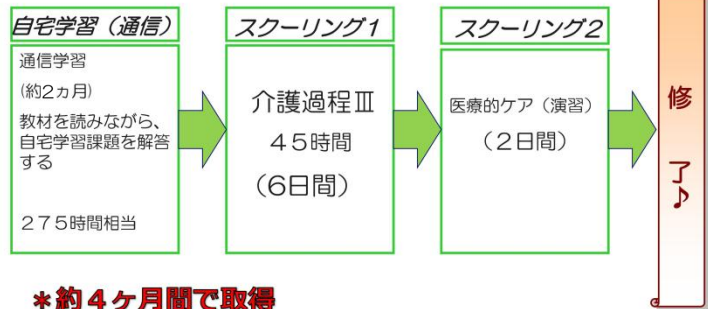 自宅学習（通信）
通信学習
(約2ヵ月)
教材を読みながら、
自宅学習課題を解答
する
２７５時間相当
スクーリング1
介護過程Ⅲ
４５時間
（6日間）
スクーリング2
医療的ケア（演習）
（２日間）
修
了♪
＊約４ヶ月間で取得